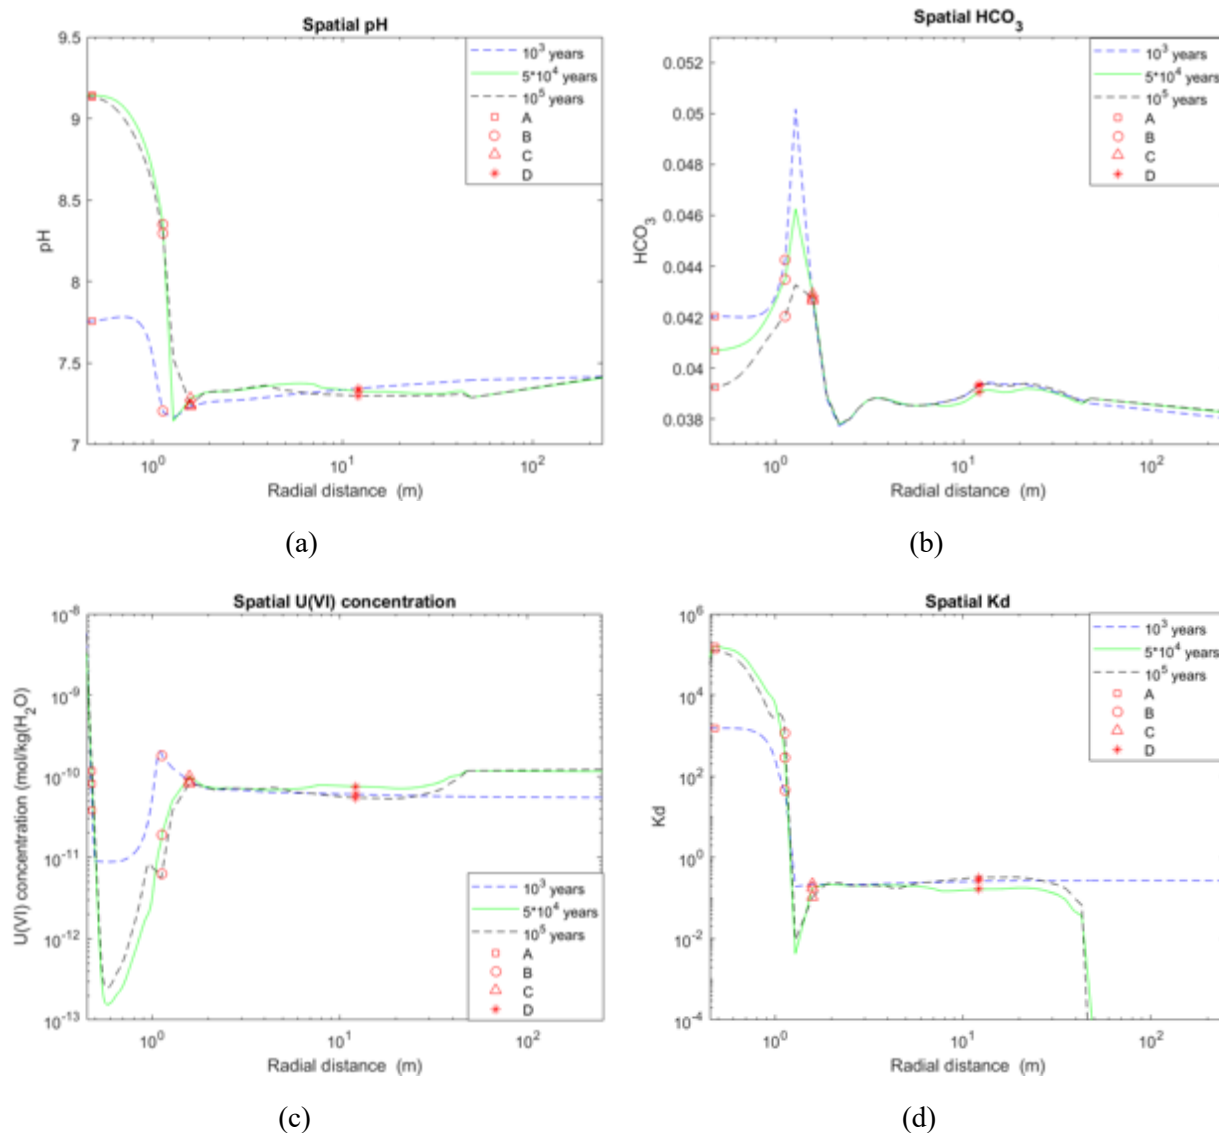 Spatial pH
9.5
9
8.5
8
7.5
7
pH
10^0
10^1
10^2
Radial distance (m)
10^3 years
5*10^4 years
10^5 years
A
B
C
D
(a)
Spatial HCO_3
0.052
0.05
0.048
0.046
0.044
0.042
0.04
0.038
HCO_3
10^0
10^1
10^2
Radial distance (m)
10^3 years
5*10^4 years
10^5 years
A
B
C
D
(b)
Spatial U(VI) concentration
10^-8
10^-9
10^-10
10^-11
10^-12
10^-13
U(VI) concentration (mol/kg(H_2O)
10^0
10^1
10^2
Radial distance (m)
10^3 years
5*10^4 years
10^5 years
A
B
C
D
(c)
Spatial Kd
10^6
10^4
10^2
10^0
10^-2
10^-4
Kd
10^0
10^1
10^2
Radial distance (m)
10^3 years
5*10^4 years
10^5 years
A
B
C
D
(d)